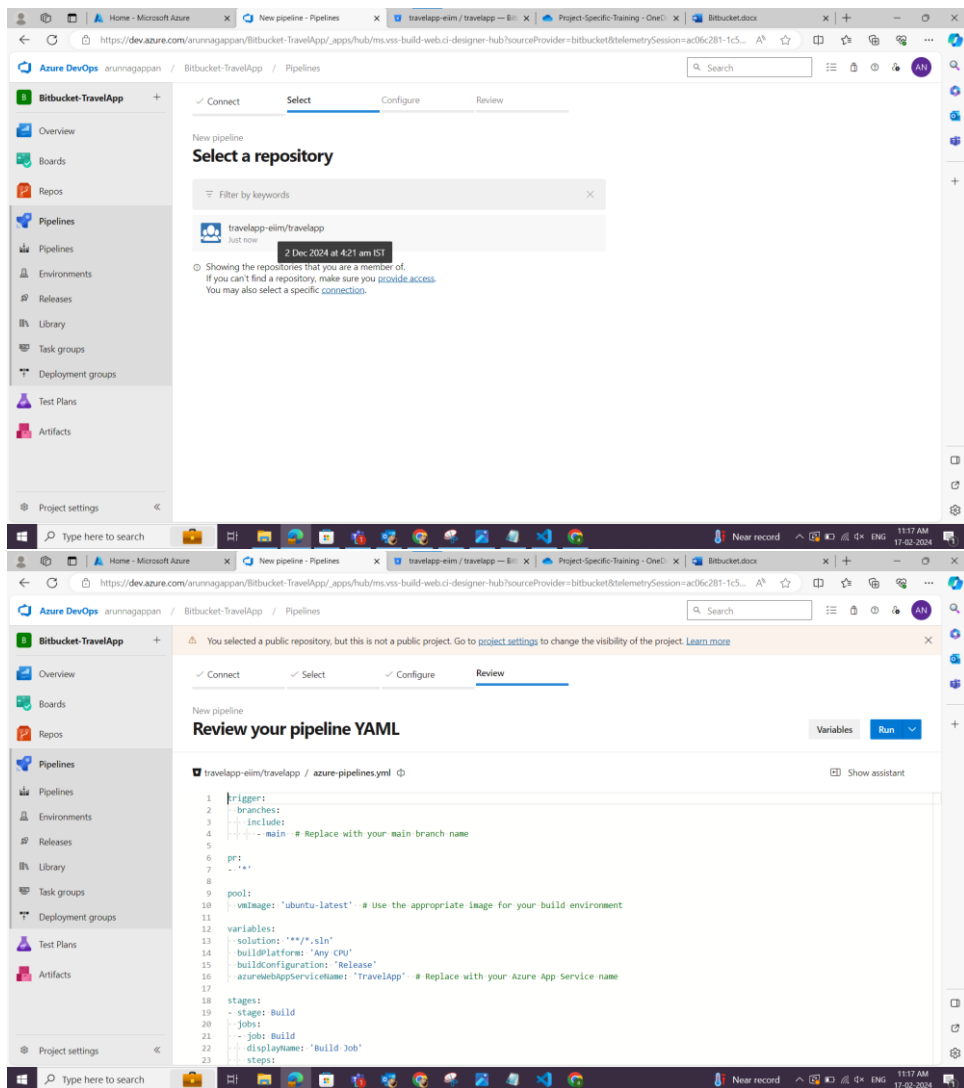 Home - Microsoft Azure
New pipeline - Pipelines
travelapp-eiim / travelapp — Bit
Project-Specific-Training - OneD
Bitbucket.docx
https://dev.azure.com/arunnagappan/Bitbucket-TravelApp/_apps/hub/ms.vss-build-web.ci-designer-hub?sourceProvider=bitbucket&telemetrySession=ac06c281-1c5...
Azure DevOps arunnagappan / Bitbucket-TravelApp / Pipelines
Search
AN
B Bitbucket-TravelApp +
Connect Select Configure Review
Overview
New pipeline
Boards
Select a repository
Repos
Filter by keywords
Pipelines
travelapp-eiim/travelapp
Just now
Pipelines
2 Dec 2024 at 4:21 am IST
Showing the repositories that you are a member of.
Environments
If you can't find a repository, make sure you provide access.
You may also select a specific connection.
Releases
Library
Task groups
Deployment groups
Test Plans
Artifacts
Project settings
Type here to search
Near record
ENG
11:17 AM
17-02-2024
Home - Microsoft Azure
New pipeline - Pipelines
travelapp-eiim / travelapp — Bit
Project-Specific-Training - OneD
Bitbucket.docx
https://dev.azure.com/arunnagappan/Bitbucket-TravelApp/_apps/hub/ms.vss-build-web.ci-designer-hub?sourceProvider=bitbucket&telemetrySession=ac06c281-1c5...
Azure DevOps arunnagappan / Bitbucket-TravelApp / Pipelines
Search
AN
B Bitbucket-TravelApp +
You selected a public repository, but this is not a public project. Go to project settings to change the visibility of the project. Learn more
Overview
Connect Select Configure Review
Boards
New pipeline
Repos
Review your pipeline YAML
Variables Run
Pipelines
travelapp-eiim/travelapp / azure-pipelines.yml
Show assistant
Pipelines
Environments
Releases
Library
Task groups
Deployment groups
Test Plans
Artifacts
Project settings
1 trigger:
2 branches:
3 include:
4 - main # Replace with your main branch name
5
6 pr:
7 - '*'
8
9 pool:
10 vmImage: 'ubuntu-latest' # Use the appropriate image for your build environment
11
12 variables:
13 solution: '**/*.sln'
14 buildPlatform: 'Any CPU'
15 buildConfiguration: 'Release'
16 azureWebAppServiceName: 'TravelApp' # Replace with your Azure App Service name
17
18 stages:
19 - stage: Build
20 jobs:
21 - job: Build
22 displayName: 'Build Job'
23 steps:
Type here to search
Near record
ENG
11:17 AM
17-02-2024